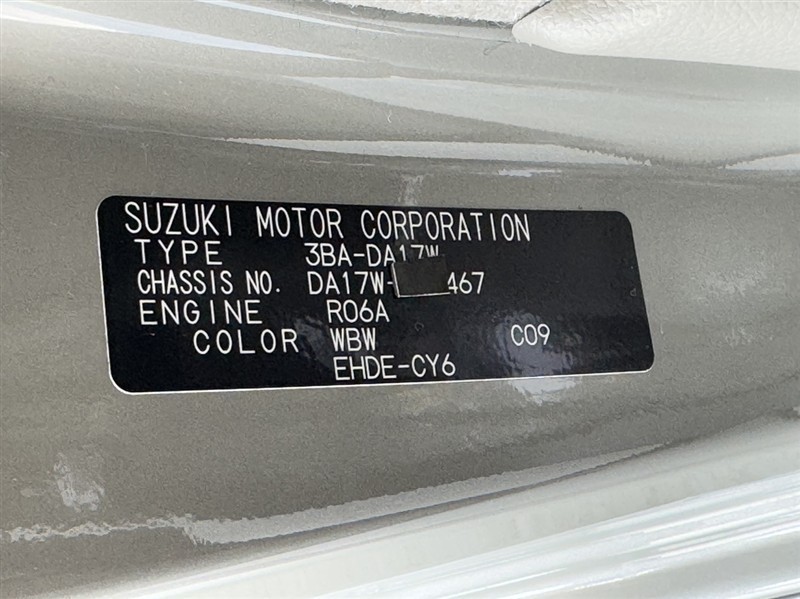 SUZUKI MOTOR CORPORATION
TYPE 3BA-DA17W
CHASSIS NO. DA17W- 467
ENGINE R06A
COLOR WBW C09
EHDE-CY6